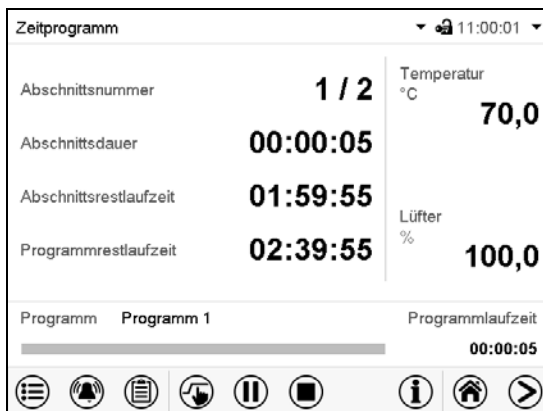 Zeitprogramm 11:00:01
Abschnittsnummer 1 / 2
Abschnittsdauer 00:00:05
Abschnittsrestlaufzeit 01:59:55
Programmrestlaufzeit 02:39:55
Temperatur
°C
70,0
Lüfter
%
100,0
Programm Programm 1 Programmlaufzeit
00:00:05